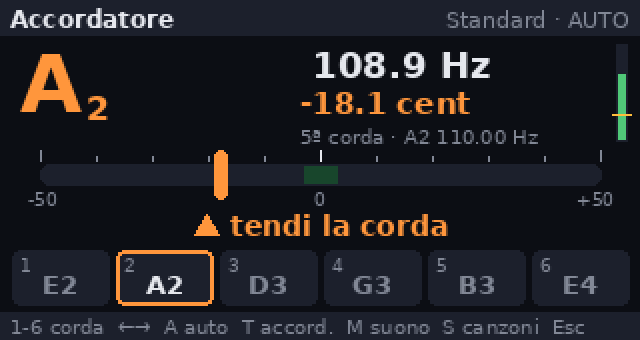 Accordatore Standard · AUTO
A2 108.9 Hz
-18.1 cent
5ª corda · A2 110.00 Hz
-50 0 +50
▲ tendi la corda
1 E2 2 A2 3 D3 4 G3 5 B3 6 E4
1-6 corda ←→ A auto T accord. M suono S canzoni Esc